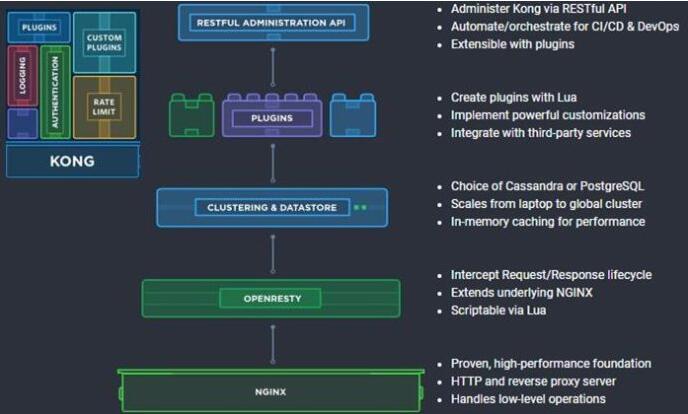 PLUGINS
CUSTOM
PLUGINS
LOGGING
AUTHENTICATION
RATE
LIMIT
KONG
RESTFUL ADMINISTRATION API
• Administer Kong via RESTful API
• Automate/orchestrate for CI/CD & DevOps
• Extensible with plugins
PLUGINS
• Create plugins with Lua
• Implement powerful customizations
• Integrate with third-party services
CLUSTERING & DATASTORE
• Choice of Cassandra or PostgreSQL
• Scales from laptop to global cluster
• In-memory caching for performance
OPENRESTY
• Intercept Request/Response lifecycle
• Extends underlying NGINX
• Scriptable via Lua
NGINX
• Proven, high-performance foundation
• HTTP and reverse proxy server
• Handles low-level operations